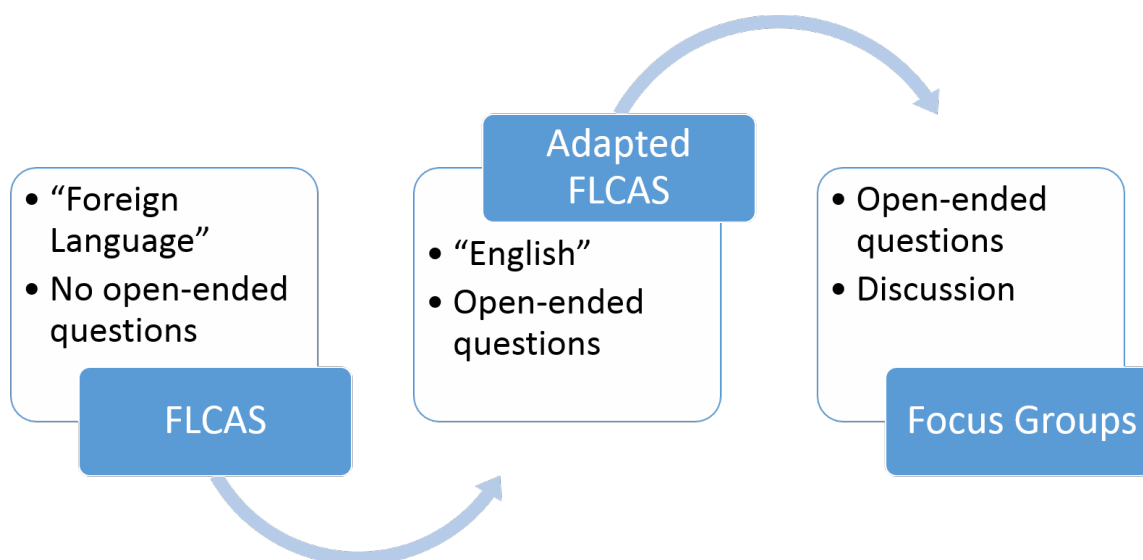 • “Foreign
Language”
• No open-ended
questions
FLCAS
Adapted
FLCAS
• “English”
• Open-ended
questions
• Open-ended
questions
• Discussion
Focus Groups